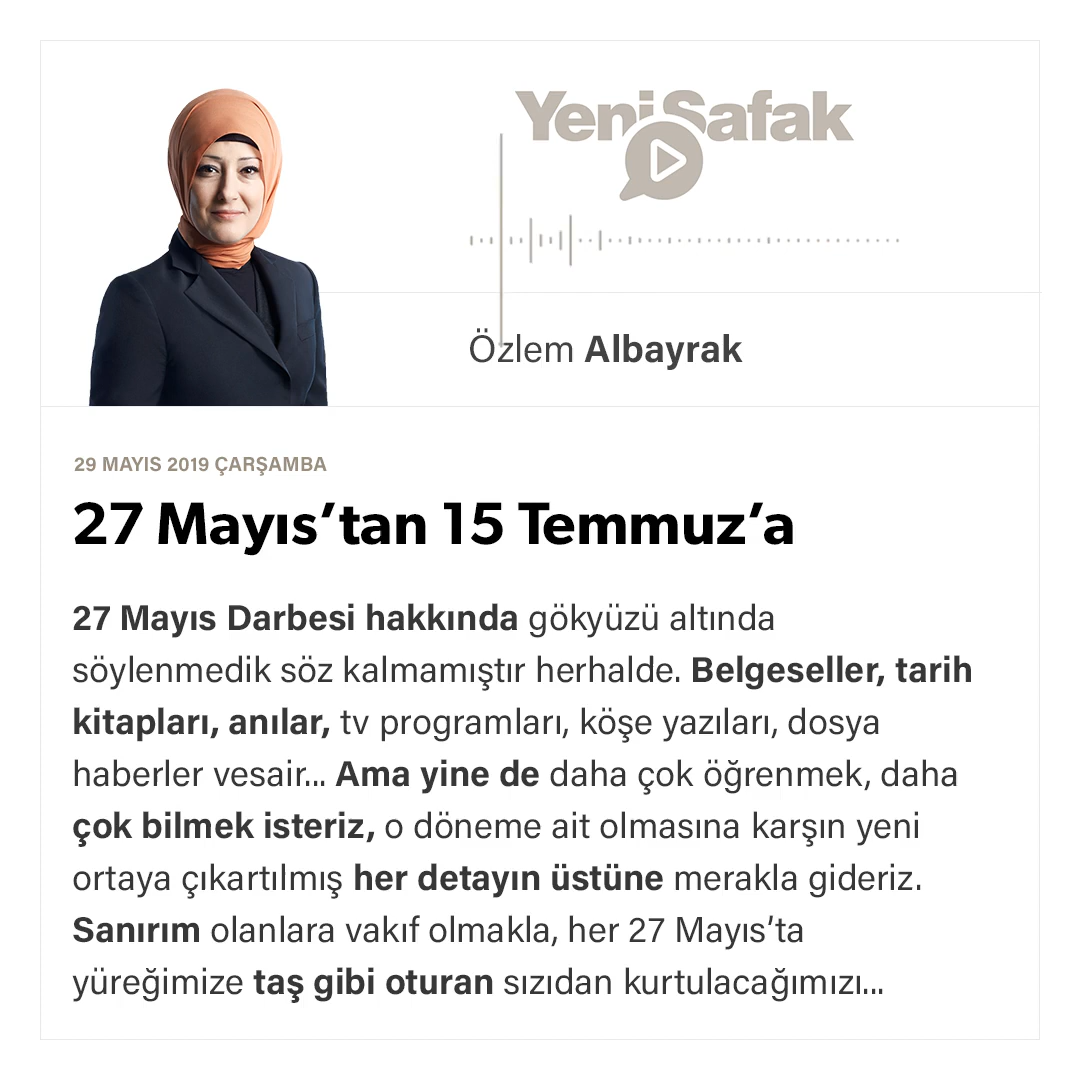 YeniSafak
Özlem Albayrak
29 MAYIS 2019 ÇARŞAMBA
27 Mayıs’tan 15 Temmuz’a
27 Mayıs Darbesi hakkında gökyüzü altında
söylenmedik söz kalmamıştır herhalde. Belgeseller, tarih
kitapları, anılar, tv programları, köşe yazıları, dosya
haberler vesair... Ama yine de daha çok öğrenmek, daha
çok bilmek isteriz, o döneme ait olmasına karşın yeni
ortaya çıkartılmış her detayın üstüne merakla gideriz.
Sanırım olanlara vakıf olmakla, her 27 Mayıs’ta
yüreğimize taş gibi oturan sızıdan kurtulacağımızı...